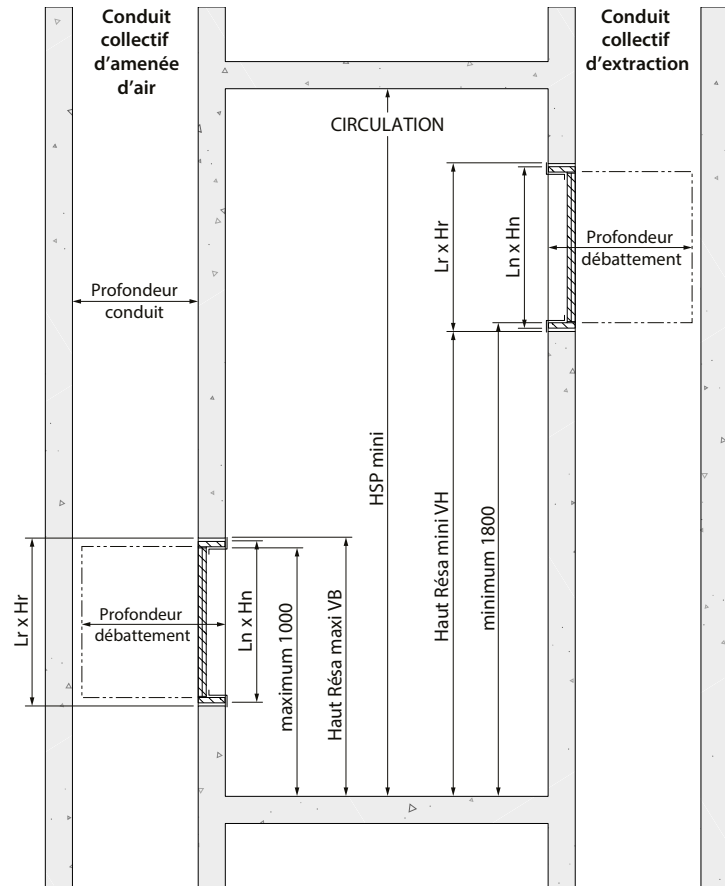 Conduit
collectif
d'amenée
d'air
Conduit
collectif
d'extraction
CIRCULATION
Lr x Hr
Ln x Hn
Profondeur
débattement
Profondeur
conduit
HSP mini
Haut Résa mini VH
minimum 1800
Lr x Hr
Profondeur
débattement
Ln x Hn
maximum 1000
Haut Résa maxi VB